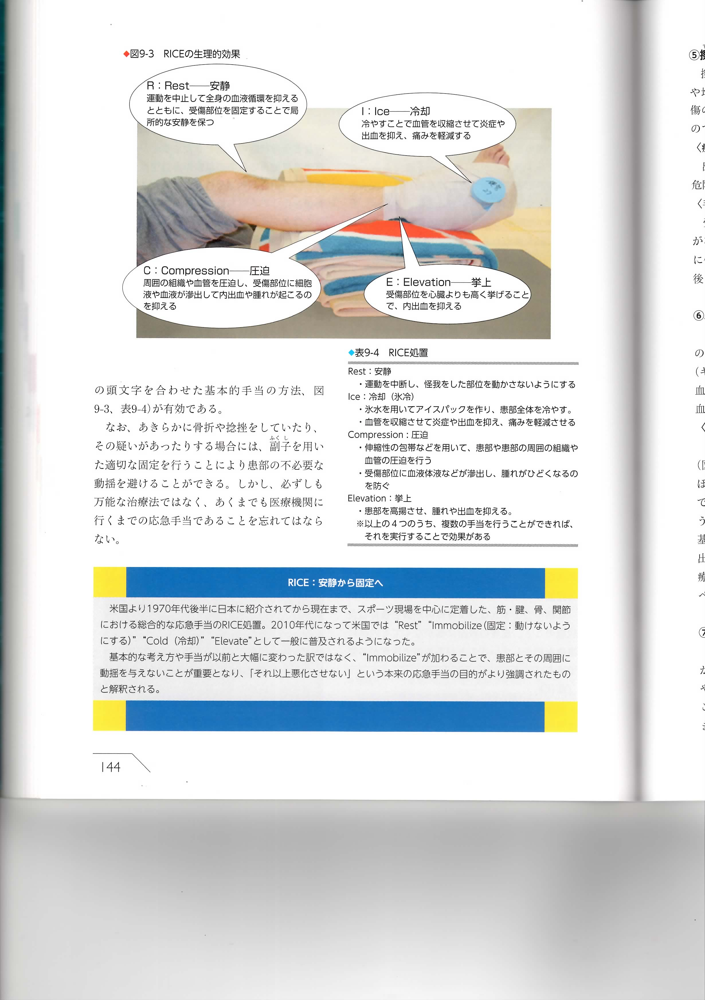 ◆図9-3　RICEの生理的効果
R：Rest——安静
運動を中止して全身の血液循環を抑える
とともに、受傷部位を固定することで局
所的な安静を保つ
I：Ice——冷却
冷やすことで血管を収縮させて炎症や
出血を抑え、痛みを軽減する
C：Compression——圧迫
周囲の組織や血管を圧迫し、受傷部位に細胞
液や血液が滲出して内出血や腫れが起こるの
を抑える
E：Elevation——挙上
受傷部位を心臓よりも高く挙げること
で、内出血を抑える
の頭文字を合わせた基本的手当の方法、図
9-3、表9-4)が有効である。
なお、あきらかに骨折や捻挫をしていたり、
ふくし
その疑いがあったりする場合には、副子を用い
た適切な固定を行うことにより患部の不必要な
動揺を避けることができる。しかし、必ずしも
万能な治療法ではなく、あくまでも医療機関に
行くまでの応急手当であることを忘れてはなら
ない。
◆表9-4　RICE処置
Rest：安静
・運動を中断し、怪我をした部位を動かさないようにする
Ice：冷却（氷冷）
・氷水を用いてアイスパックを作り、患部全体を冷やす。
・血管を収縮させて炎症や出血を抑え、痛みを軽減させる
Compression：圧迫
・伸縮性の包帯などを用いて、患部や患部の周囲の組織や
血管の圧迫を行う
・受傷部位に血液体液などが滲出し、腫れがひどくなるの
を防ぐ
Elevation：挙上
・患部を高揚させ、腫れや出血を抑える。
※以上の４つのうち、複数の手当を行うことができれば、
それを実行することで効果がある
RICE：安静から固定へ
米国より1970年代後半に日本に紹介されてから現在まで、スポーツ現場を中心に定着した、筋・腱、骨、関節
における総合的な応急手当のRICE処置。2010年代になって米国では “Rest” “Immobilize(固定：動けないよう
にする)” “Cold（冷却)” “Elevate”として一般に普及されるようになった。
基本的な考え方や手当が以前と大幅に変わった訳ではなく、“Immobilize”が加わることで、患部とその周囲に
動揺を与えないことが重要となり、「それ以上悪化させない」という本来の応急手当の目的がより強調されたもの
と解釈される。
144
⑤
や
傷の
ので
危
が
に
後
⑥
の
(キ
血
血
ほ
で
う
基
出
療
⑦
か
や
こ